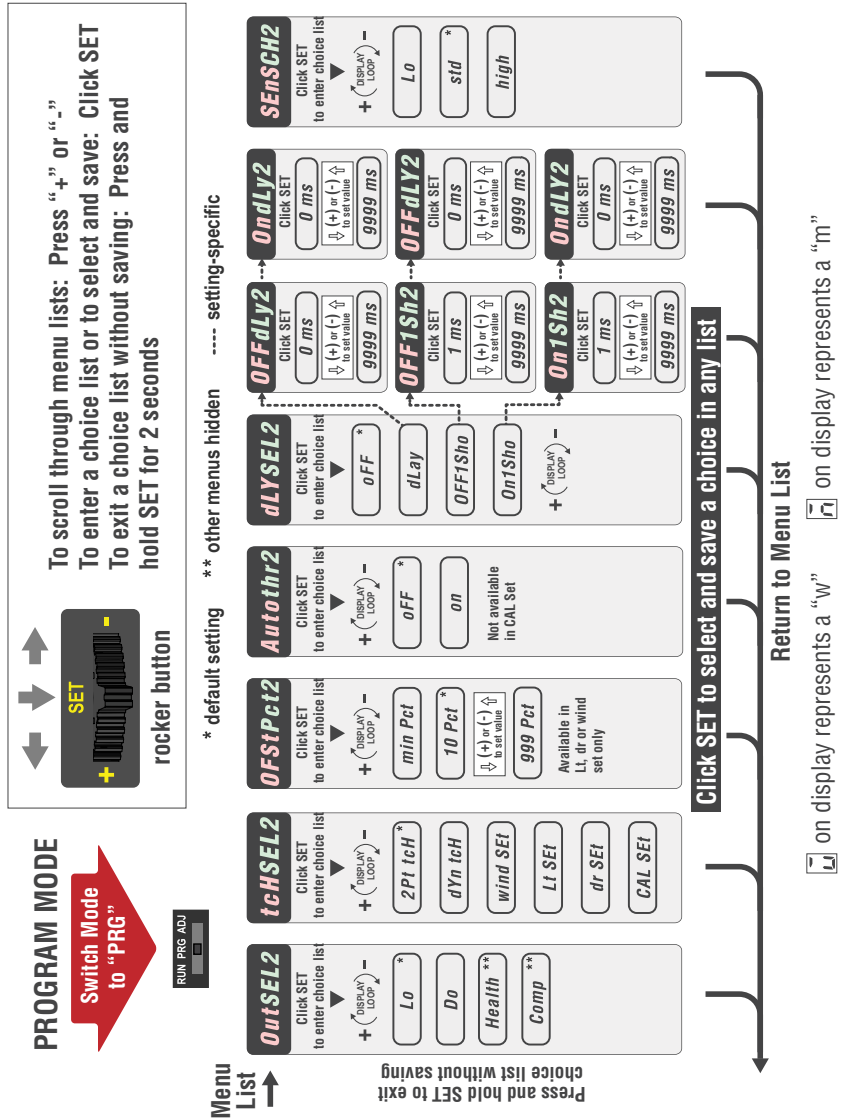 PROGRAM MODE
Switch Mode
to “PRG”
RUN PRG ADJ
SET
+
-
rocker button
To scroll through menu lists: Press “+” or “-”
To enter a choice list or to select and save: Click SET
To exit a choice list without saving: Press and
hold SET for 2 seconds
* default setting ** other menus hidden ---- setting-specific
Menu
List
Press and hold SET to exit
choice list without saving
OutSEL2
Click SET
to enter choice list
+ DISPLAY LOOP −
Lo *
Do
Health **
Comp **
tcHSEL2
Click SET
to enter choice list
+ DISPLAY LOOP −
2Pt tcH *
dYn tcH
wind SEt
Lt SEt
dr SEt
CAL SEt
OFStPct2
Click SET
to enter choice list
+ DISPLAY LOOP −
min Pct
10 Pct *
(+) or (-)
to set value
999 Pct
Available in
Lt, dr or wind
set only
Autothr2
Click SET
to enter choice list
+ DISPLAY LOOP −
oFF *
on
Not available
in CAL Set
dLYSEL2
Click SET
to enter choice list
oFF *
dLay
OFF1Sho
On1Sho
+ DISPLAY LOOP −
OFFdly2
Click SET
0 ms
(+) or (-)
to set value
9999 ms
OndLy2
Click SET
0 ms
(+) or (-)
to set value
9999 ms
OFF1Sh2
Click SET
1 ms
(+) or (-)
to set value
9999 ms
OFFdLY2
Click SET
0 ms
(+) or (-)
to set value
9999 ms
On1Sh2
Click SET
1 ms
(+) or (-)
to set value
9999 ms
OndLY2
Click SET
0 ms
(+) or (-)
to set value
9999 ms
SEnSCH2
Click SET
to enter choice list
+ DISPLAY LOOP −
Lo
std *
high
Click SET to select and save a choice in any list
Return to Menu List
on display represents a “w”
on display represents a “m”